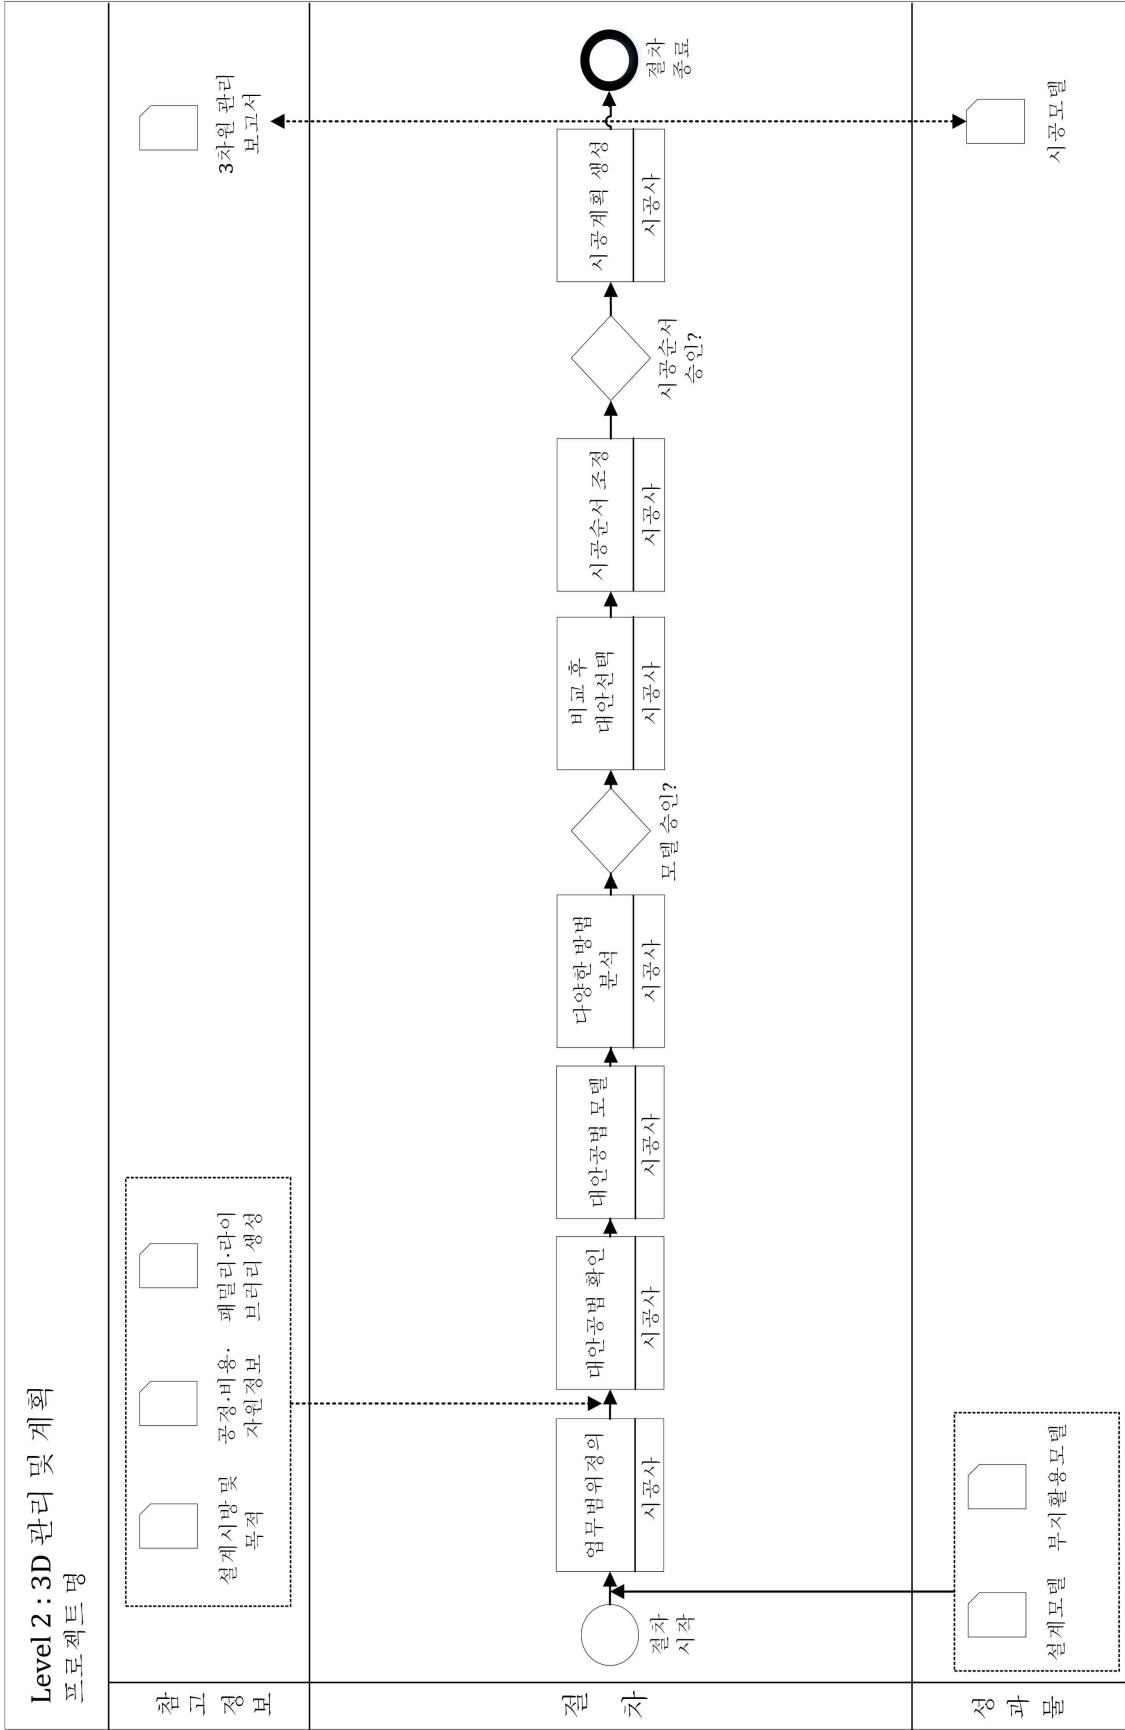 Level 2 : 3D 관리 및 계획
프로젝트 명
참
고
정
보
설계시방 및
목적
공정·비용·
자원정보
패밀리·라이
브러리 생성
3차원 관리
보고서
절
차
절차
시작
업무범위정의
시공사
대안공법 확인
시공사
대안공법 모델
시공사
다양한 방법
분석
시공사
모델 승인?
비교 후
대안선택
시공사
시공순서 조정
시공사
시공순서
승인?
시공계획 생성
시공사
절차
종료
성
과
물
설계모델
부지활용모델
시공모델